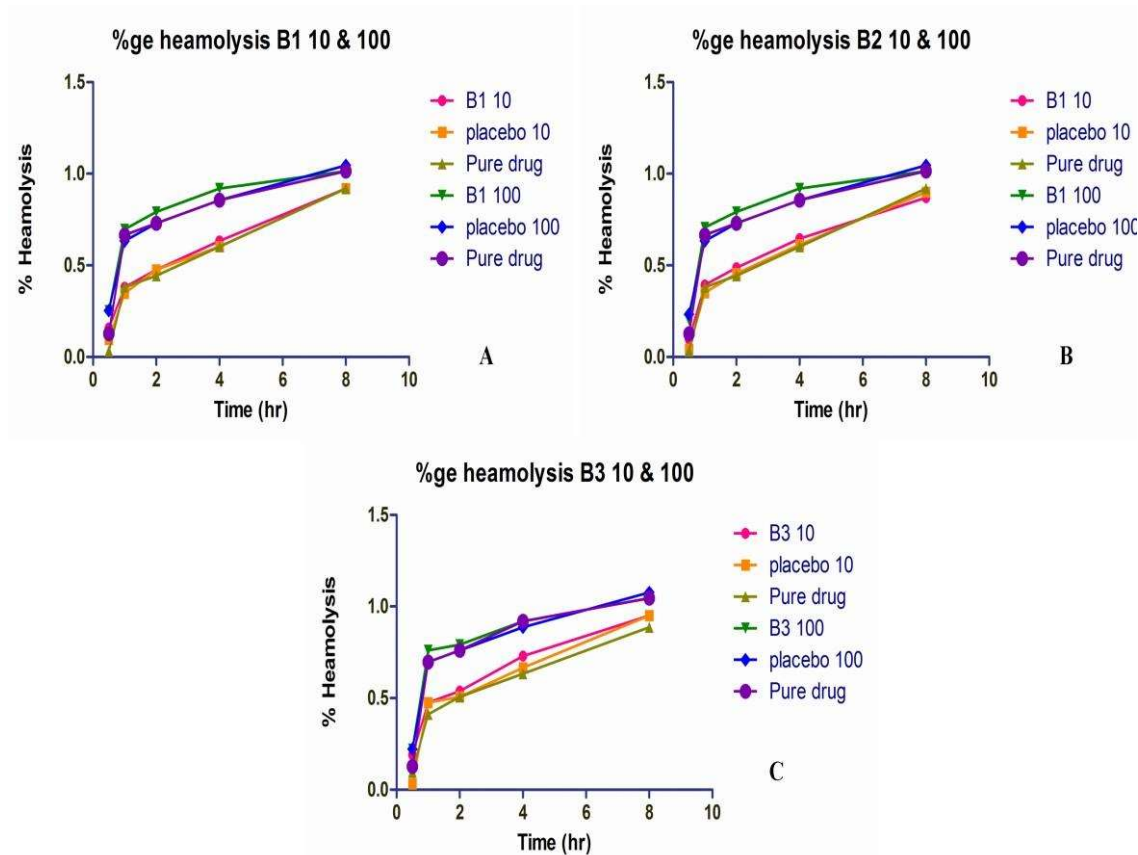 %ge heamolysis B1 10 & 100
1.5
1.0
0.5
0.0
% Heamolysis
0 2 4 6 8 10
Time (hr)
B1 10
placebo 10
Pure drug
B1 100
placebo 100
Pure drug
A
%ge heamolysis B2 10 & 100
1.5
1.0
0.5
0.0
% Heamolysis
0 2 4 6 8 10
Time (hr)
B1 10
placebo 10
Pure drug
B1 100
placebo 100
Pure drug
B
%ge heamolysis B3 10 & 100
1.5
1.0
0.5
0.0
% Heamolysis
0 2 4 6 8 10
Time (hr)
B3 10
placebo 10
Pure drug
B3 100
placebo 100
Pure drug
C